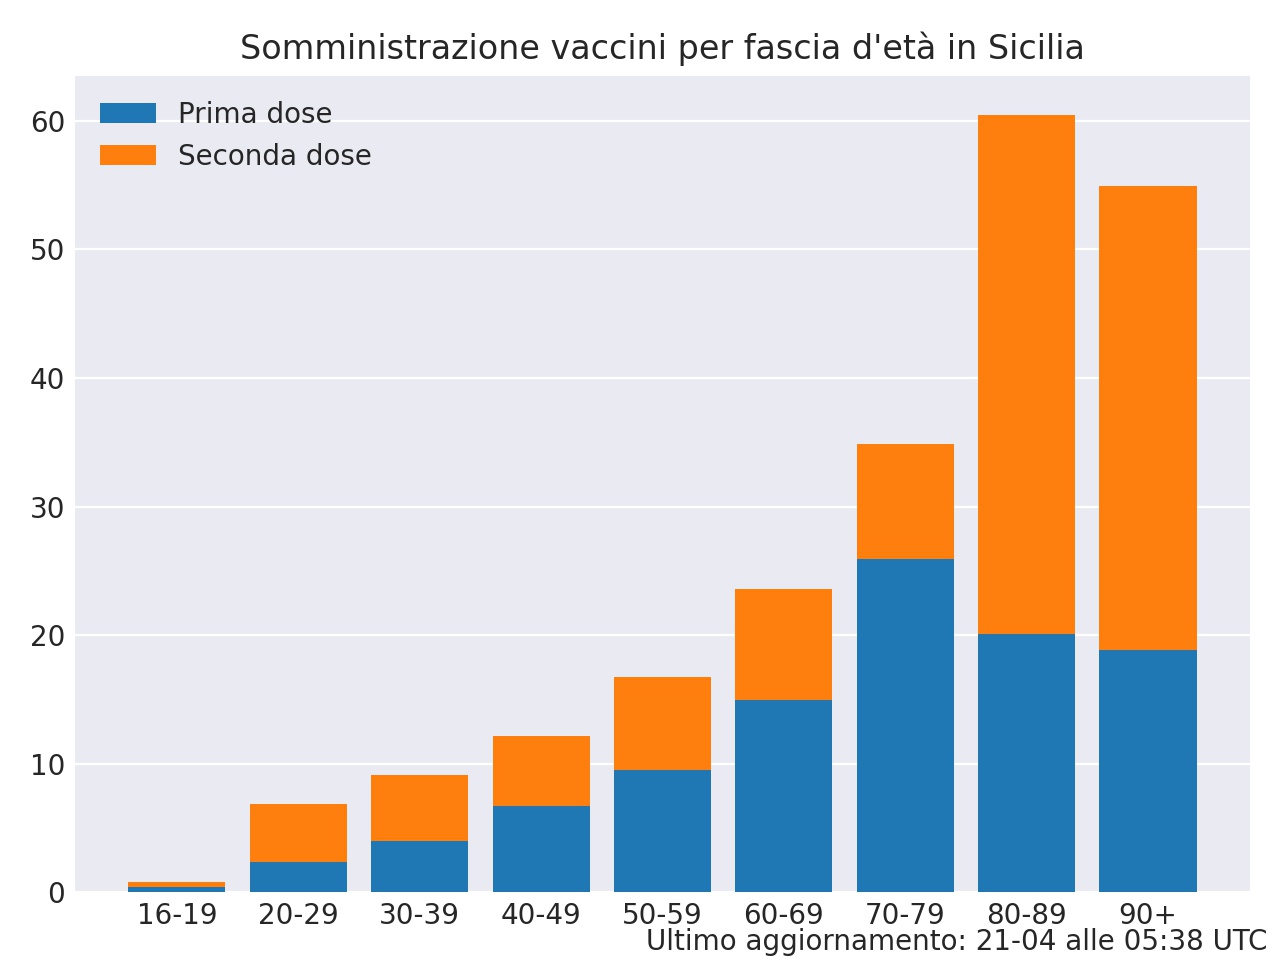 Somministrazione vaccini per fascia d'età in Sicilia
Prima dose
Seconda dose
60
50
40
30
20
10
0
16-19 20-29 30-39 40-49 50-59 60-69 70-79 80-89 90+
Ultimo aggiornamento: 21-04 alle 05:38 UTC